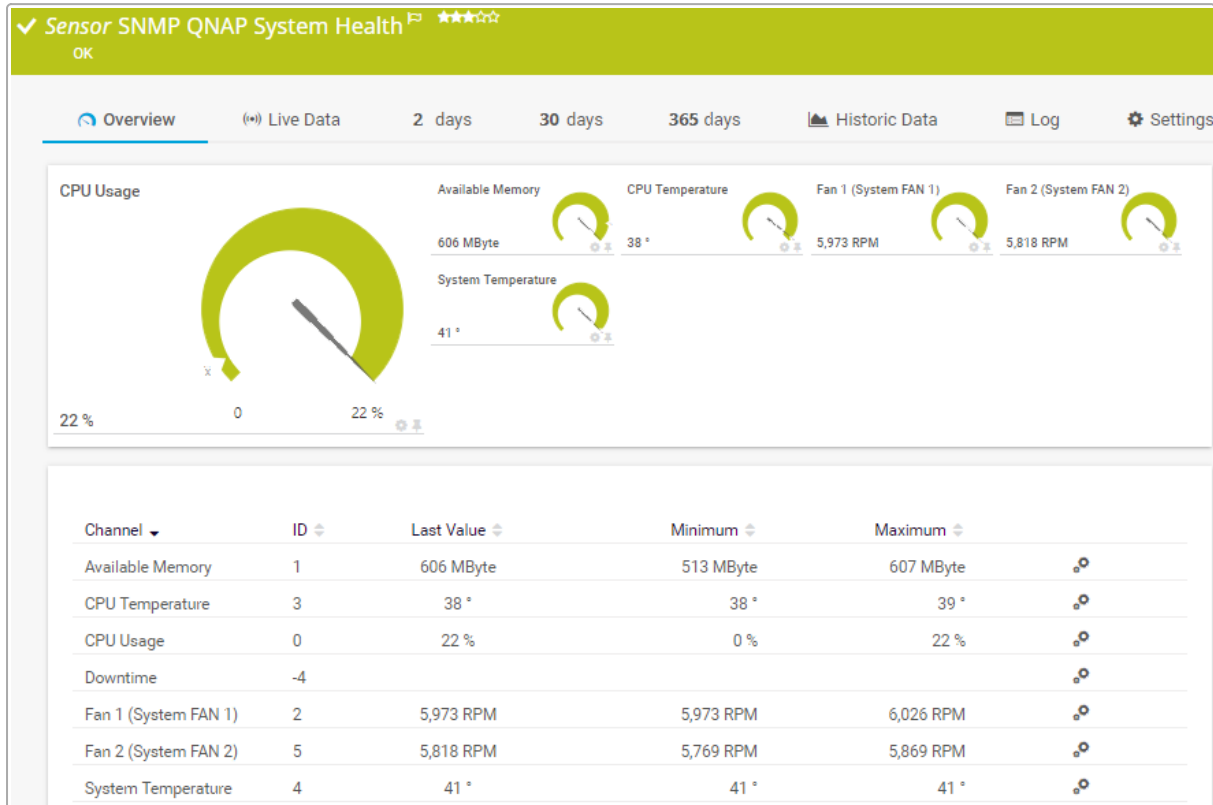 Sensor SNMP QNAP System Health
OK
Overview Live Data 2 days 30 days 365 days Historic Data Log Settings
CPU Usage
22 %
0 22 %
x
Available Memory
606 MByte
CPU Temperature
38 °
Fan 1 (System FAN 1)
5,973 RPM
Fan 2 (System FAN 2)
5,818 RPM
System Temperature
41 °
Channel ID Last Value Minimum Maximum
Available Memory 1 606 MByte 513 MByte 607 MByte
CPU Temperature 3 38 ° 38 ° 39 °
CPU Usage 0 22 % 0 % 22 %
Downtime -4
Fan 1 (System FAN 1) 2 5,973 RPM 5,973 RPM 6,026 RPM
Fan 2 (System FAN 2) 5 5,818 RPM 5,769 RPM 5,869 RPM
System Temperature 4 41 ° 41 ° 41 °